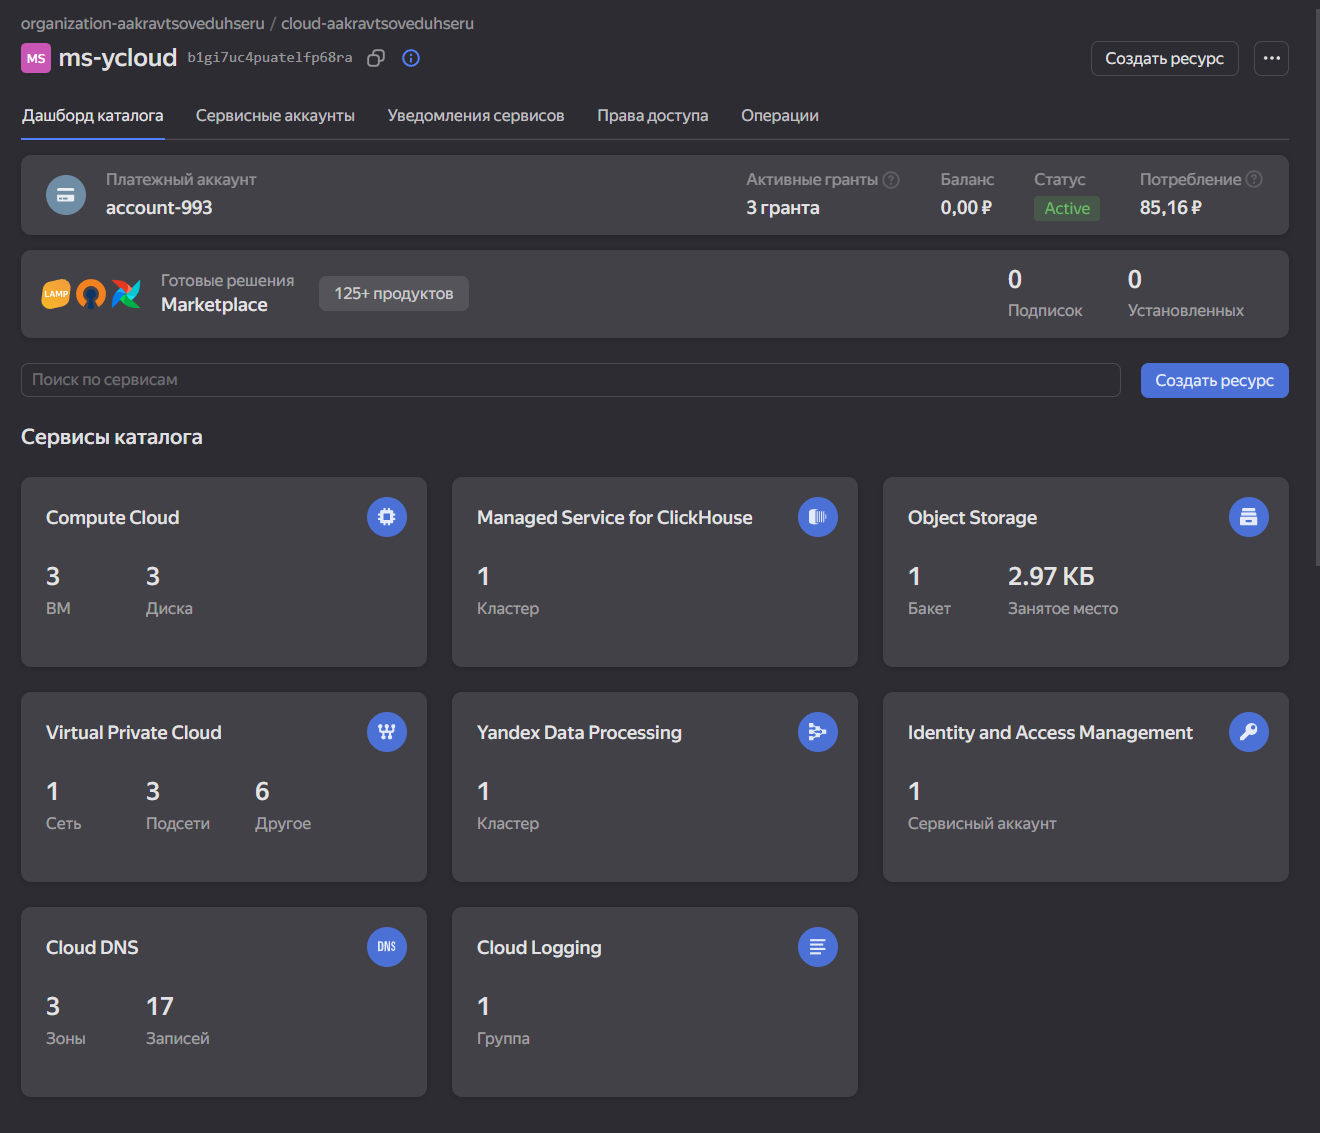 organization-aakravtsoveduhseru / cloud-aakravtsoveduhseru
MS ms-ycloud b1gi7uc4puatelfp68ra
Создать ресурс
Дашборд каталога Сервисные аккаунты Уведомления сервисов Права доступа Операции
Платежный аккаунт
account-993
Активные гранты
3 гранта
Баланс
0,00 ₽
Статус
Active
Потребление
85,16 ₽
LAMP
Готовые решения
Marketplace
125+ продуктов
0
Подписок
0
Установленных
Поиск по сервисам
Создать ресурс
Сервисы каталога
Compute Cloud
3
ВМ
3
Диска
Managed Service for ClickHouse
1
Кластер
Object Storage
1
Бакет
2.97 КБ
Занятое место
Virtual Private Cloud
1
Сеть
3
Подсети
6
Другое
Yandex Data Processing
1
Кластер
Identity and Access Management
1
Сервисный аккаунт
Cloud DNS
DNS
3
Зоны
17
Записей
Cloud Logging
1
Группа